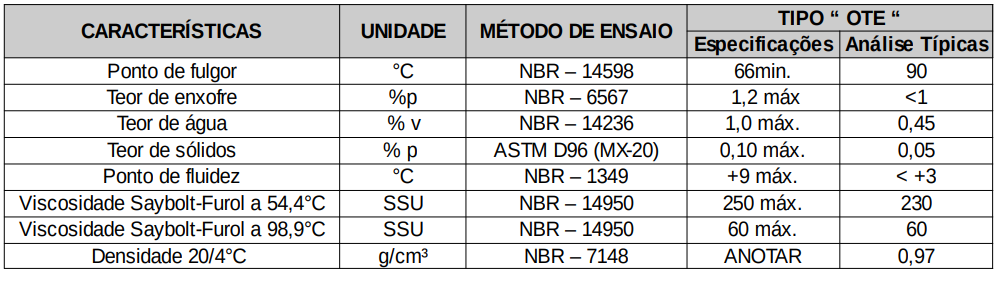 CARACTERÍSTICAS UNIDADE MÉTODO DE ENSAIO TIPO “ OTE “
Especificações Análise Típicas
Ponto de fulgor °C NBR – 14598 66min. 90
Teor de enxofre %p NBR – 6567 1,2 máx <1
Teor de água % v NBR – 14236 1,0 máx. 0,45
Teor de sólidos % p ASTM D96 (MX-20) 0,10 máx. 0,05
Ponto de fluidez °C NBR – 1349 +9 máx. < +3
Viscosidade Saybolt-Furol a 54,4°C SSU NBR – 14950 250 máx. 230
Viscosidade Saybolt-Furol a 98,9°C SSU NBR – 14950 60 máx. 60
Densidade 20/4°C g/cm³ NBR – 7148 ANOTAR 0,97